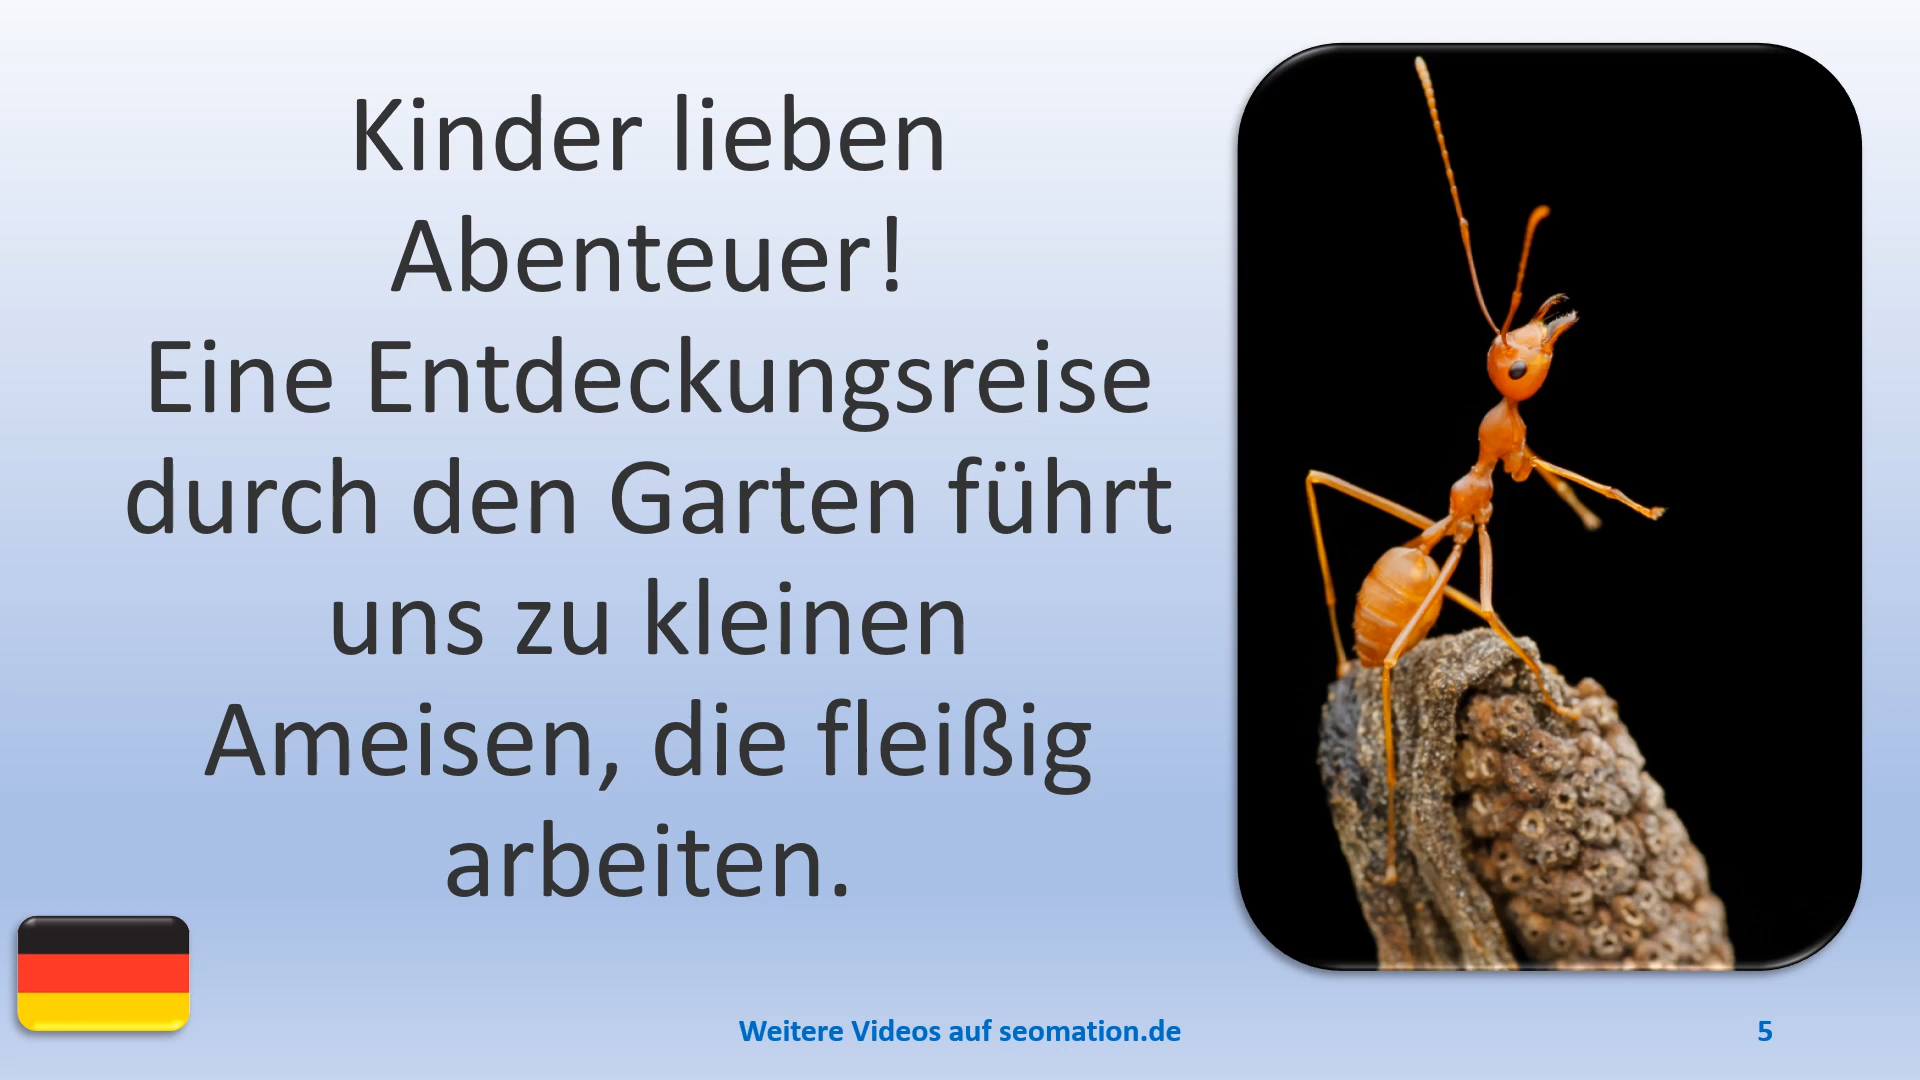 Kinder lieben
Abenteuer!
Eine Entdeckungsreise
durch den Garten führt
uns zu kleinen
Ameisen, die fleißig
arbeiten.
Weitere Videos auf seomation.de
5